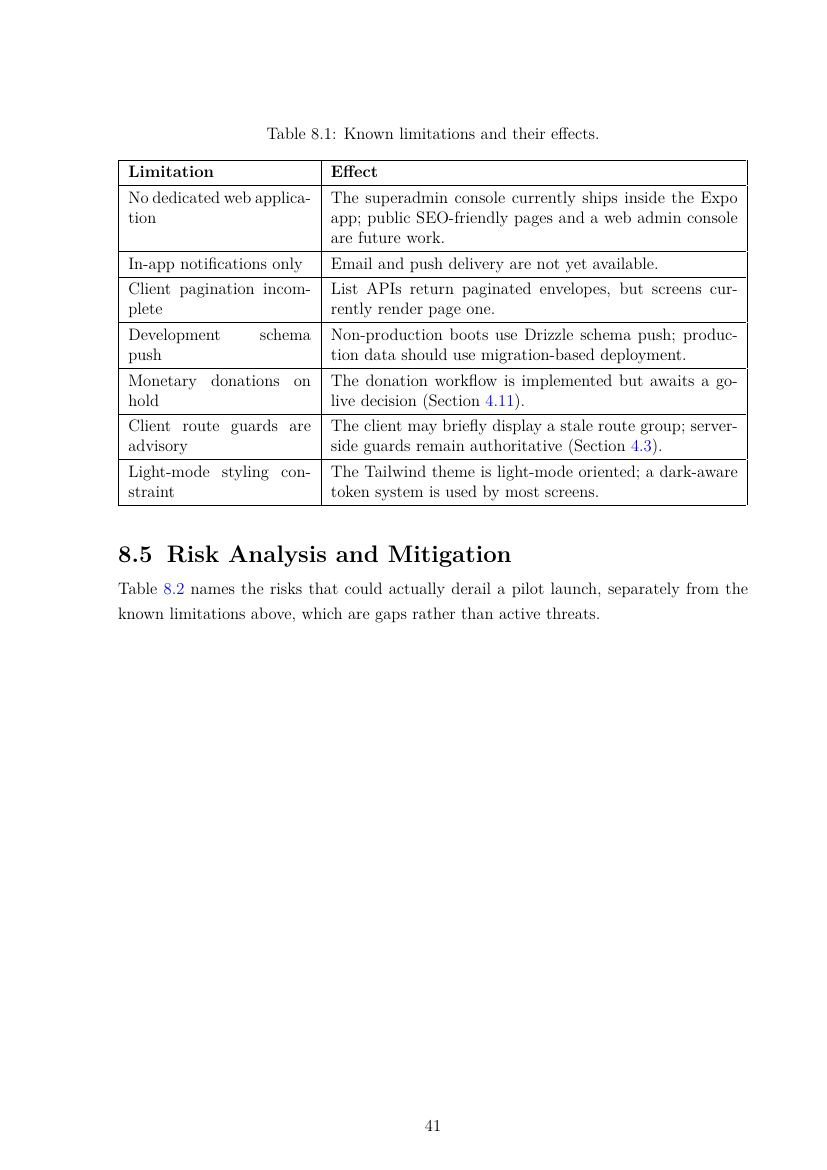 Table 8.1: Known limitations and their effects.
Limitation Effect
No dedicated web applica- The superadmin console currently ships inside the Expo
tion app; public SEO-friendly pages and a web admin console
are future work.
In-app notifications only Email and push delivery are not yet available.
Client pagination incom- List APIs return paginated envelopes, but screens cur-
plete rently render page one.
Development schema Non-production boots use Drizzle schema push; produc-
push tion data should use migration-based deployment.
Monetary donations on The donation workflow is implemented but awaits a go-
hold live decision (Section 4.11).
Client route guards are The client may briefly display a stale route group; server-
advisory side guards remain authoritative (Section 4.3).
Light-mode styling con- The Tailwind theme is light-mode oriented; a dark-aware
straint token system is used by most screens.
8.5 Risk Analysis and Mitigation
Table 8.2 names the risks that could actually derail a pilot launch, separately from the
known limitations above, which are gaps rather than active threats.
41